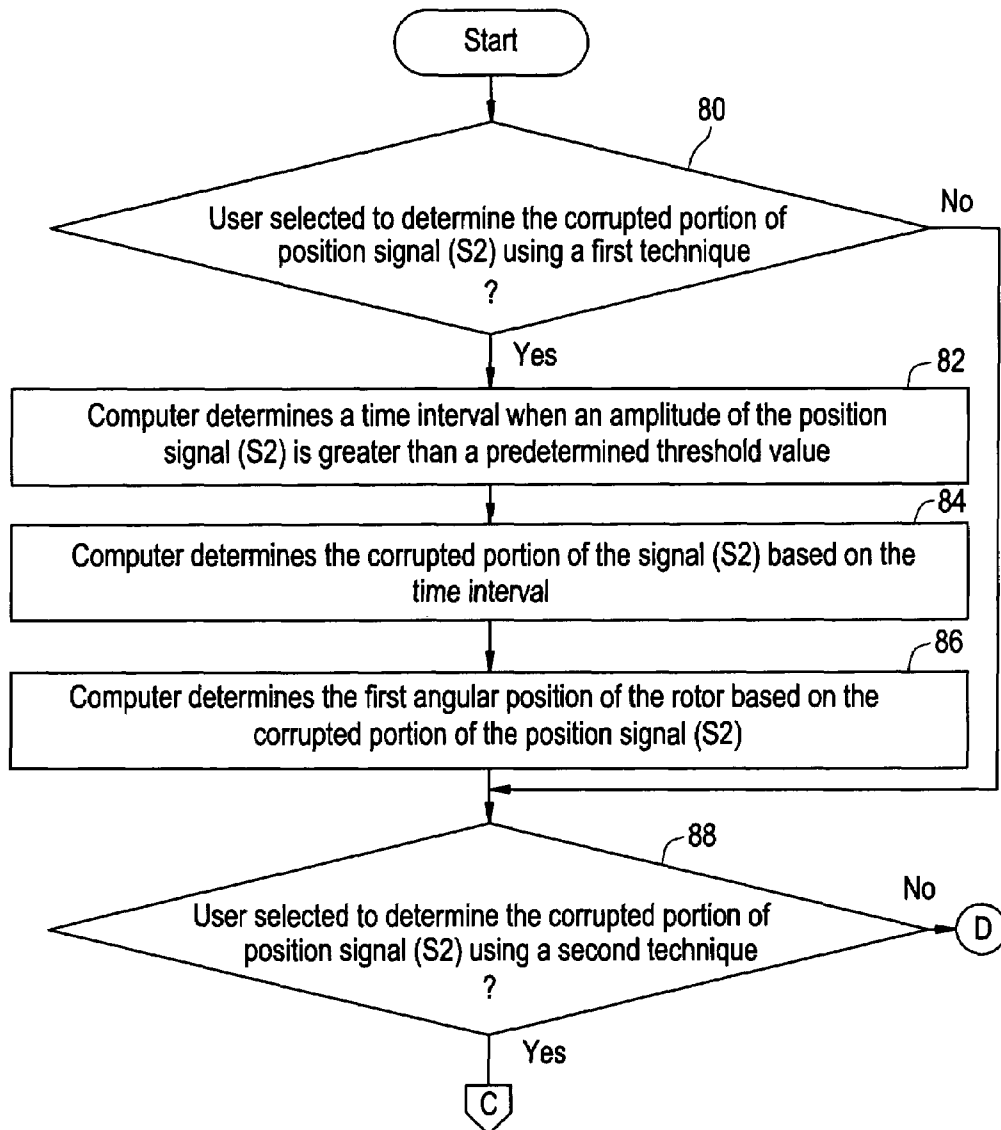 Start
80
User selected to determine the corrupted portion of
position signal (S2) using a first technique
?
No
Yes
82
Computer determines a time interval when an amplitude of the position
signal (S2) is greater than a predetermined threshold value
84
Computer determines the corrupted portion of the signal (S2) based on the
time interval
86
Computer determines the first angular position of the rotor based on the
corrupted portion of the position signal (S2)
88
User selected to determine the corrupted portion of
position signal (S2) using a second technique
?
No
D
Yes
C